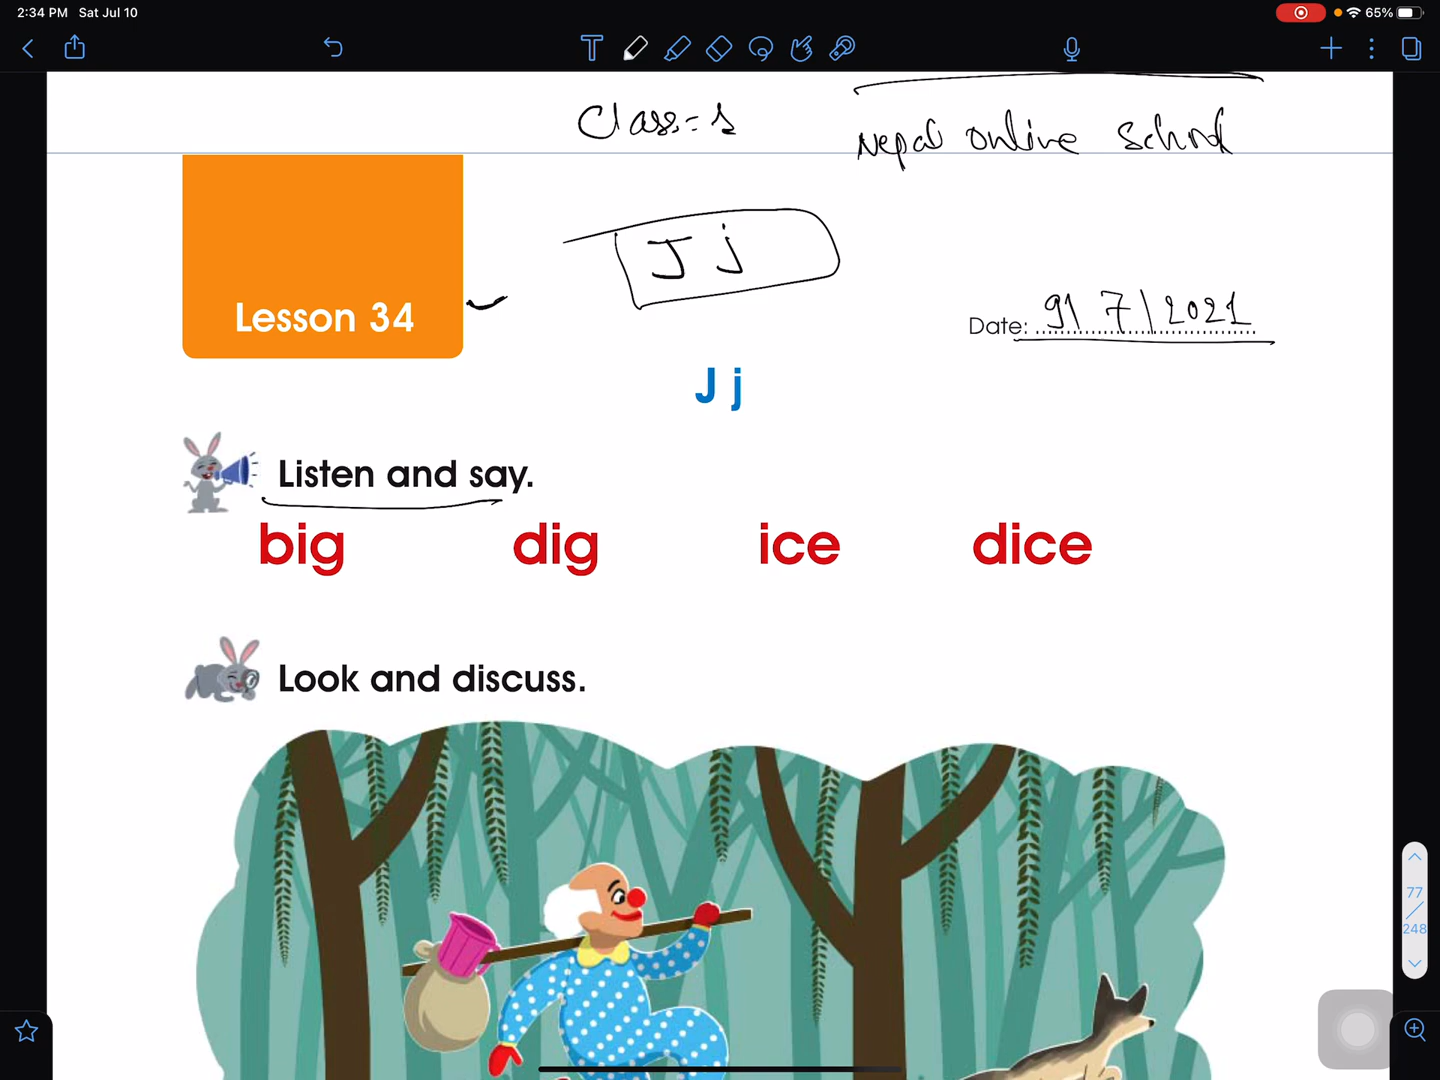 2:34 PM Sat Jul 10
65%
Class = 1
Nepal online School
J j
Lesson 34
Date: 9/ 7/2021
J j
Listen and say.
big dig ice dice
Look and discuss.
77
248